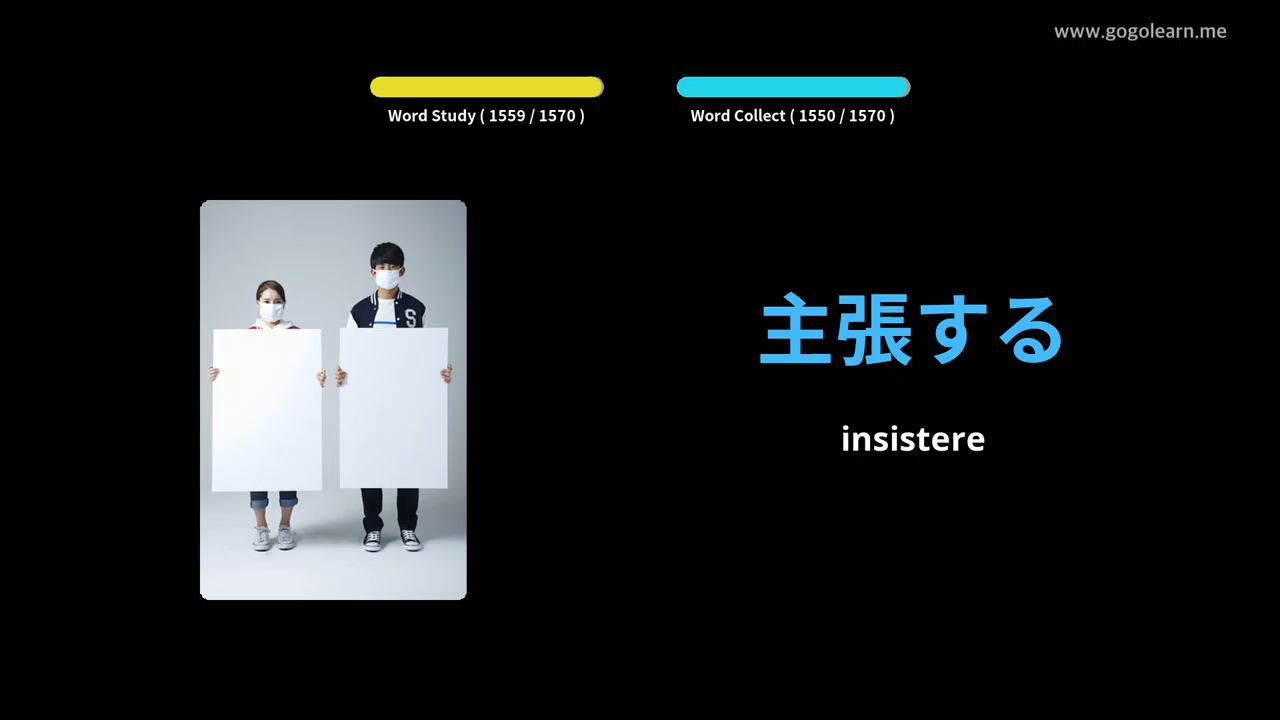 www.gogolearn.me
Word Study ( 1559 / 1570 )
Word Collect ( 1550 / 1570 )
S
主張する
insistere